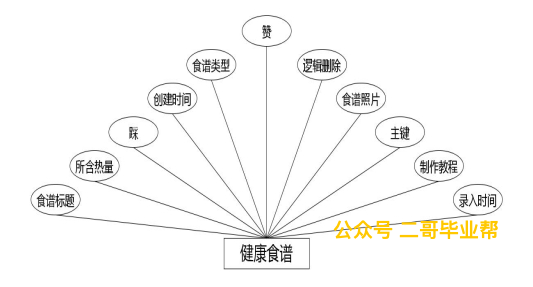 赞
食谱类型
逻辑删除
创建时间
食谱照片
踩
主键
所含热量
制作教程
食谱标题
录入时间
公众号 二哥毕业帮
健康食谱